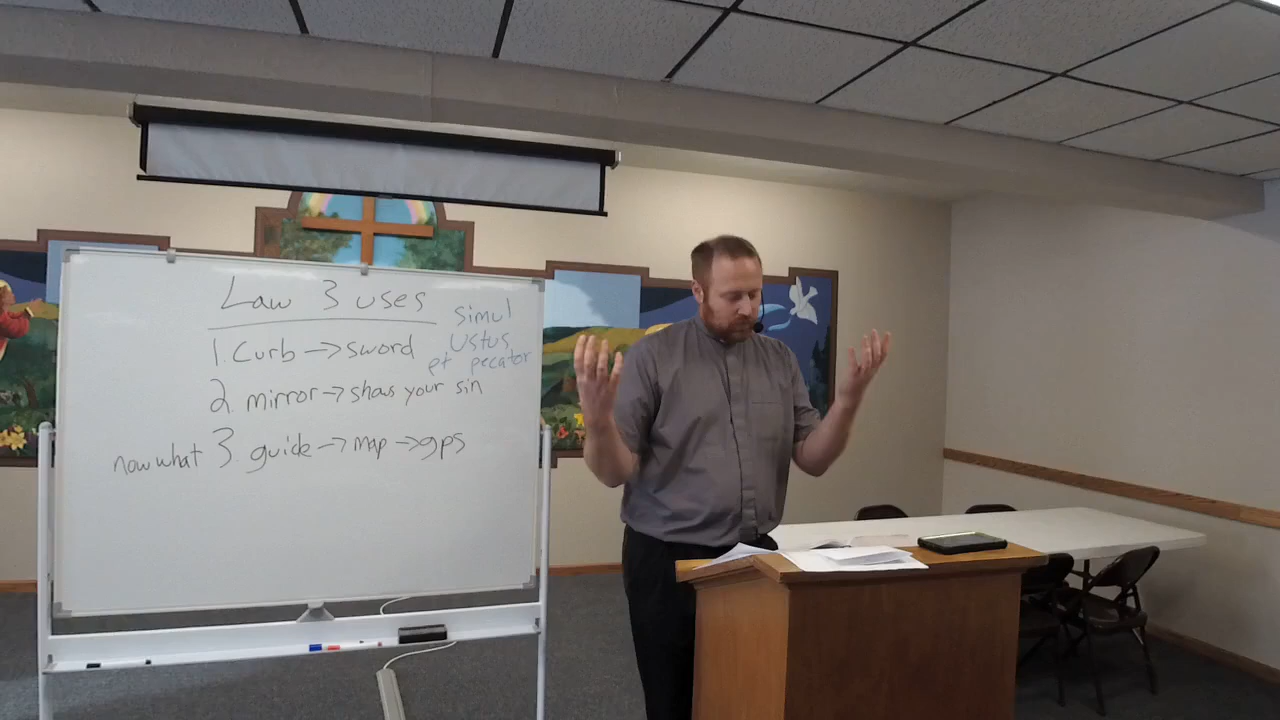 Law 3 uses
1. Curb → sword
2. mirror → shows your sin
now what 3 guide → map → gps
simul
ustus
et pecator